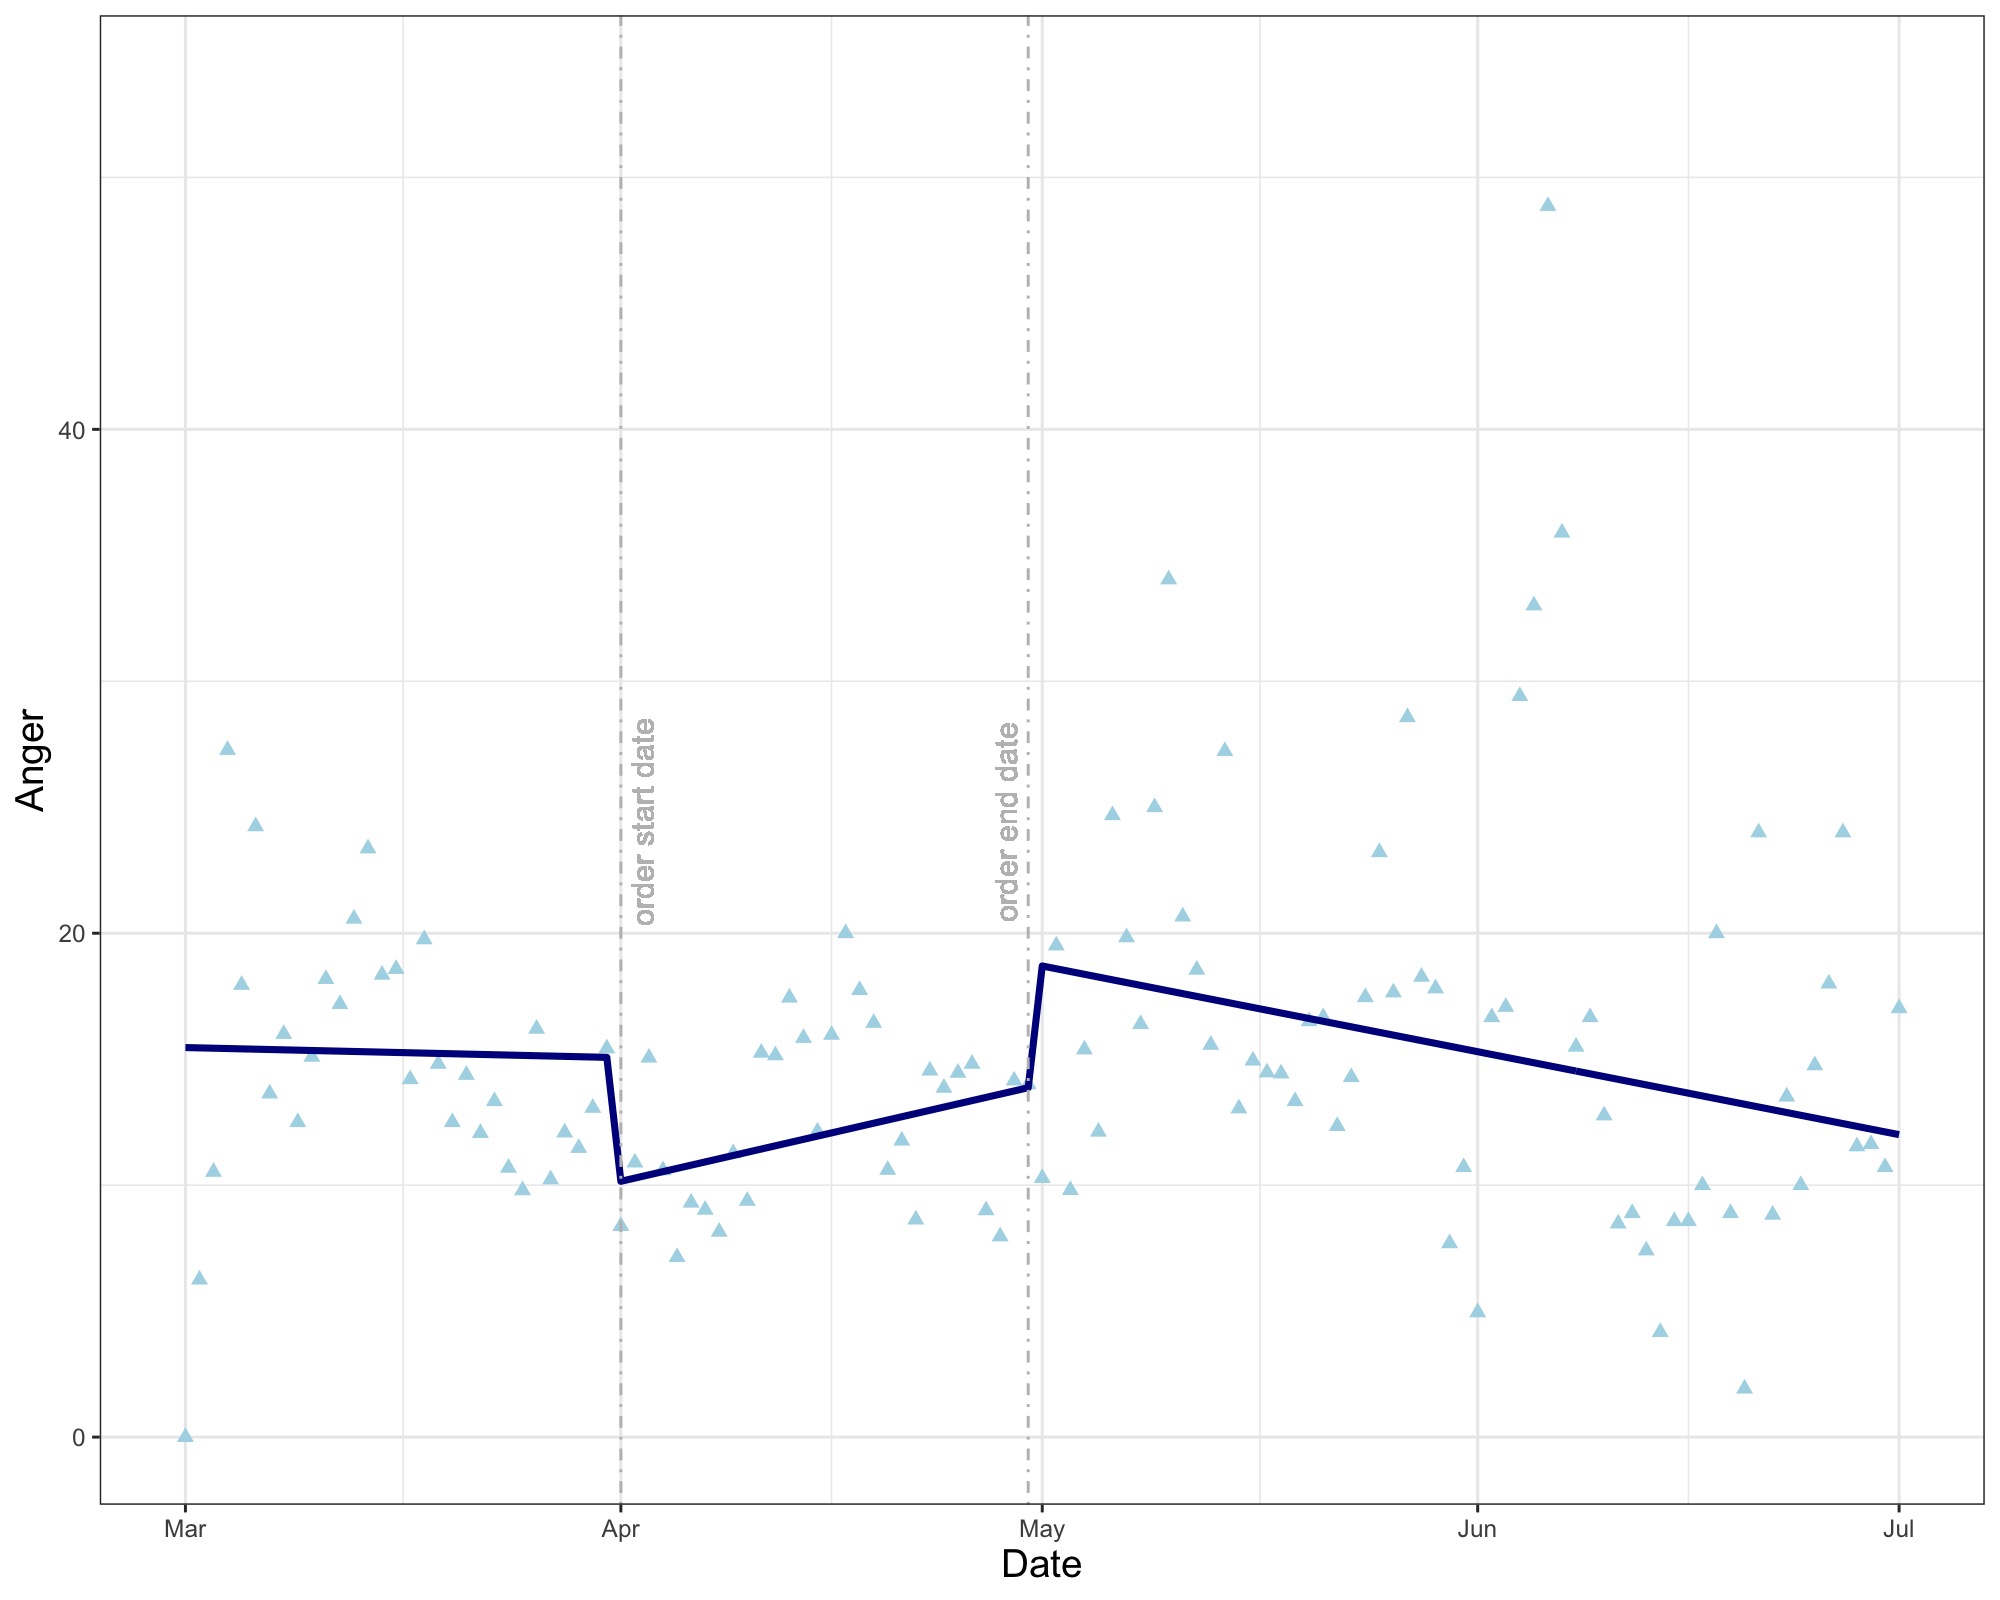 40
20
0
Anger
order start date
order end date
Mar
Apr
May
Jun
Jul
Date